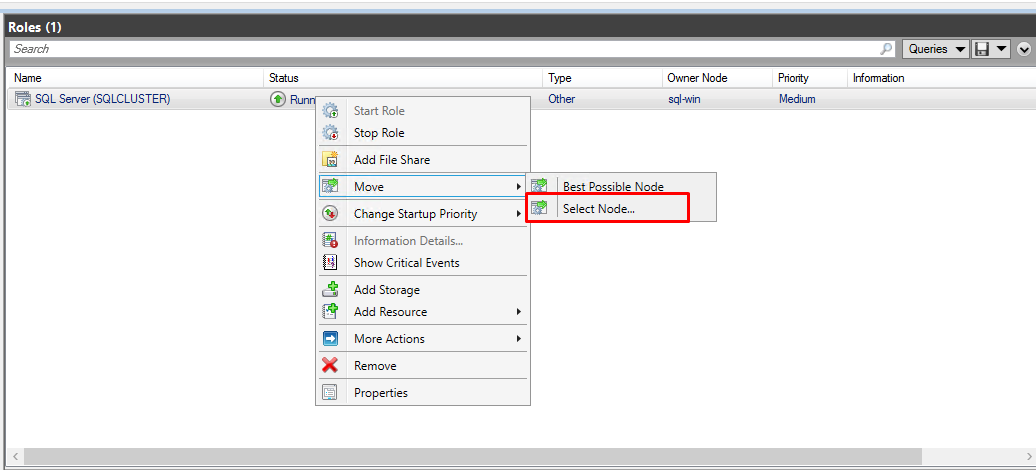 Roles (1)
Search
Queries
Name Status Type Owner Node Priority Information
SQL Server (SQLCLUSTER) Runn Other sql-win Medium
Start Role
Stop Role
Add File Share
Move
Best Possible Node
Select Node...
Change Startup Priority
Information Details...
Show Critical Events
Add Storage
Add Resource
More Actions
Remove
Properties